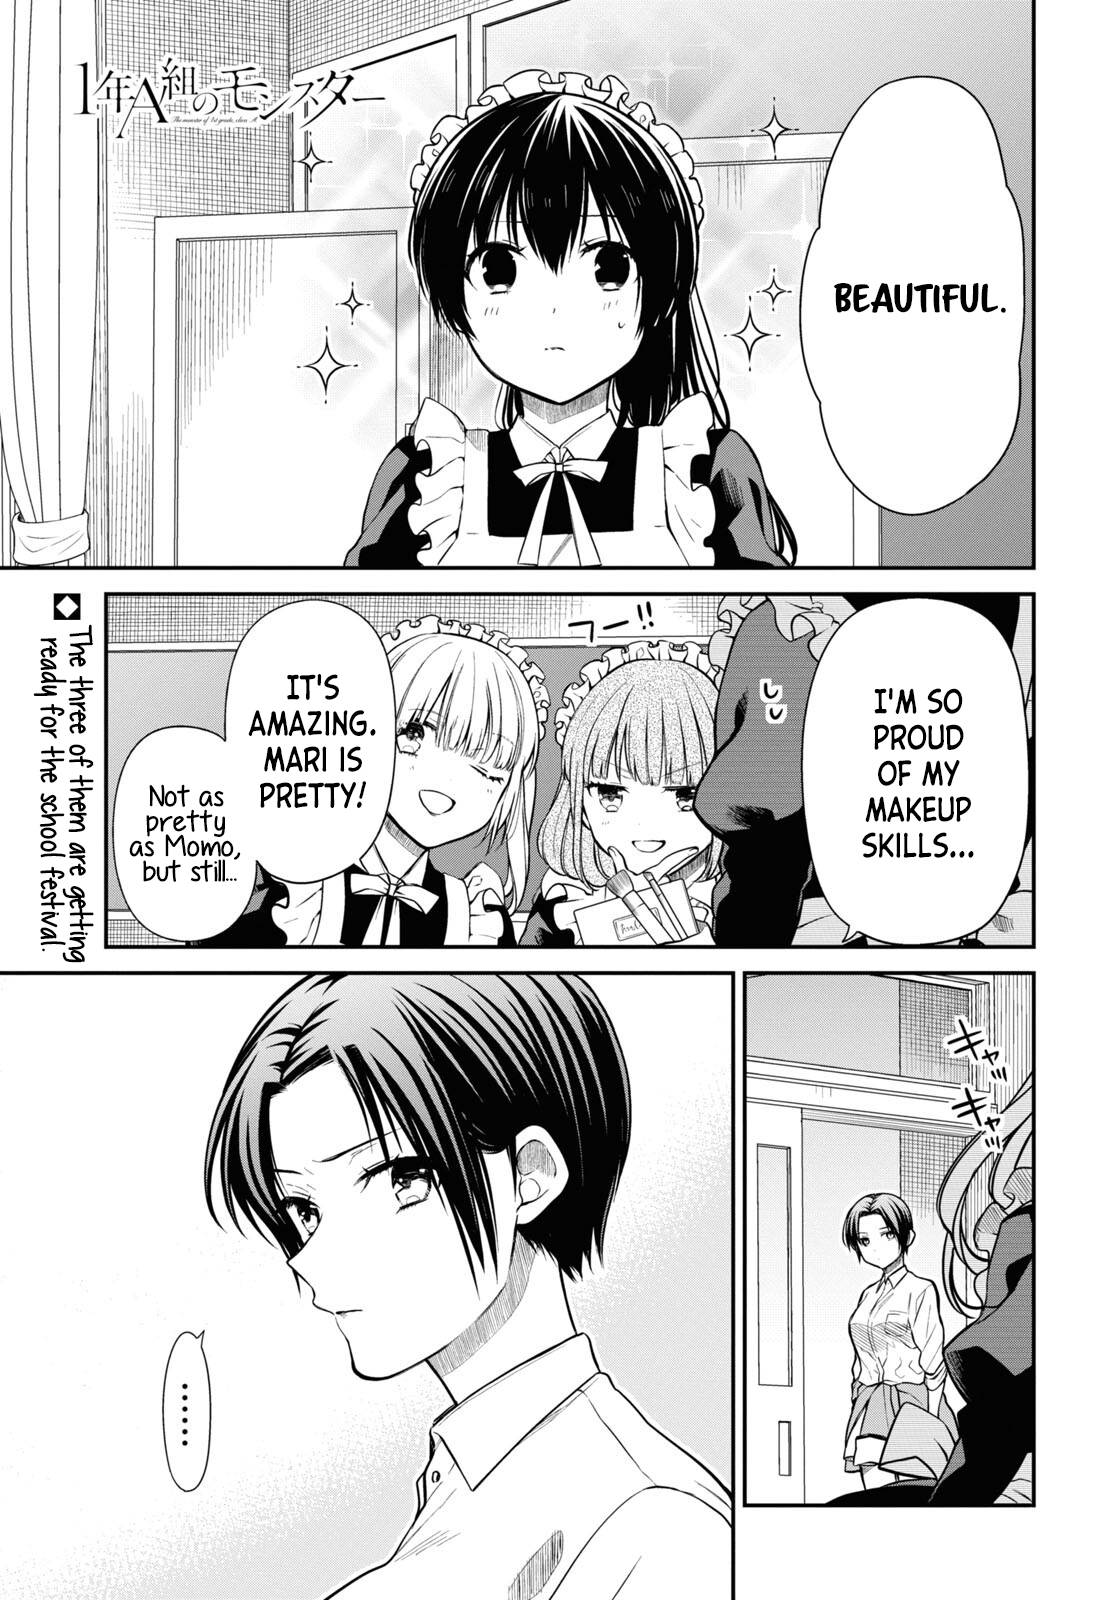 1年A組のモンスター
The monster of 1st grade, class A
BEAUTIFUL.
I'M SO
PROUD
OF MY
MAKEUP
SKILLS...
フー!!
IT'S
AMAZING.
MARI IS
PRETTY!
Not as
pretty
as Momo,
but still...
The three of them are getting
ready for the school festival.
キャッ
キャッ
.......